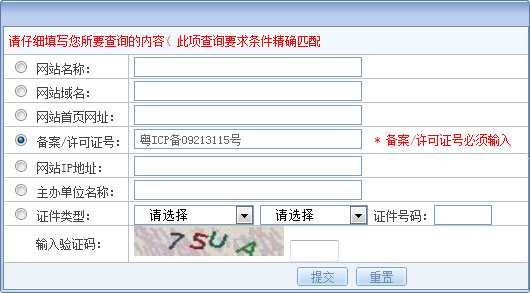 请仔细填写您所要查询的内容( 此项查询要求条件精确匹配
网站名称:
网站域名:
网站首页网址:
备案/许可证号: 粤ICP备09213115号 * 备案/许可证号必须输入
网站IP地址:
主办单位名称:
证件类型: 请选择 请选择 证件号码:
输入验证码: 7SUA
提交 重置